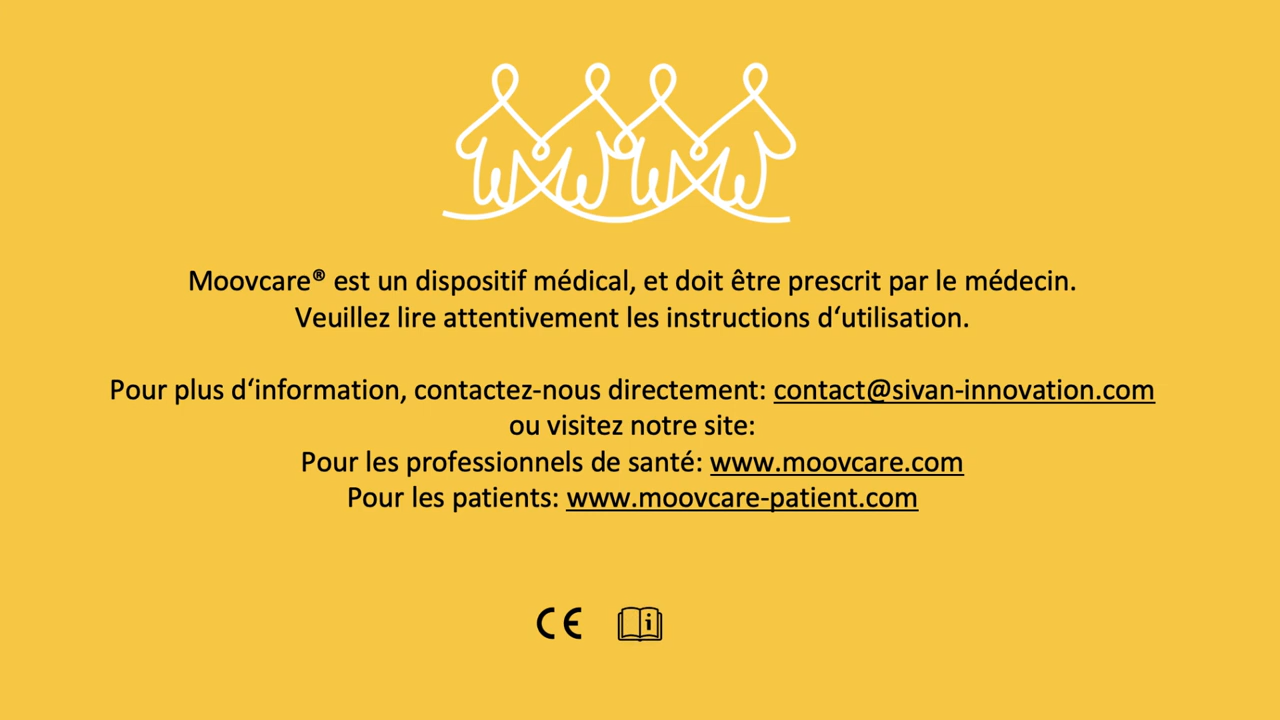 Moovcare® est un dispositif médical, et doit être prescrit par le médecin.
Veuillez lire attentivement les instructions d‘utilisation.
Pour plus d‘information, contactez-nous directement: contact@sivan-innovation.com
ou visitez notre site:
Pour les professionnels de santé: www.moovcare.com
Pour les patients: www.moovcare-patient.com
CE i